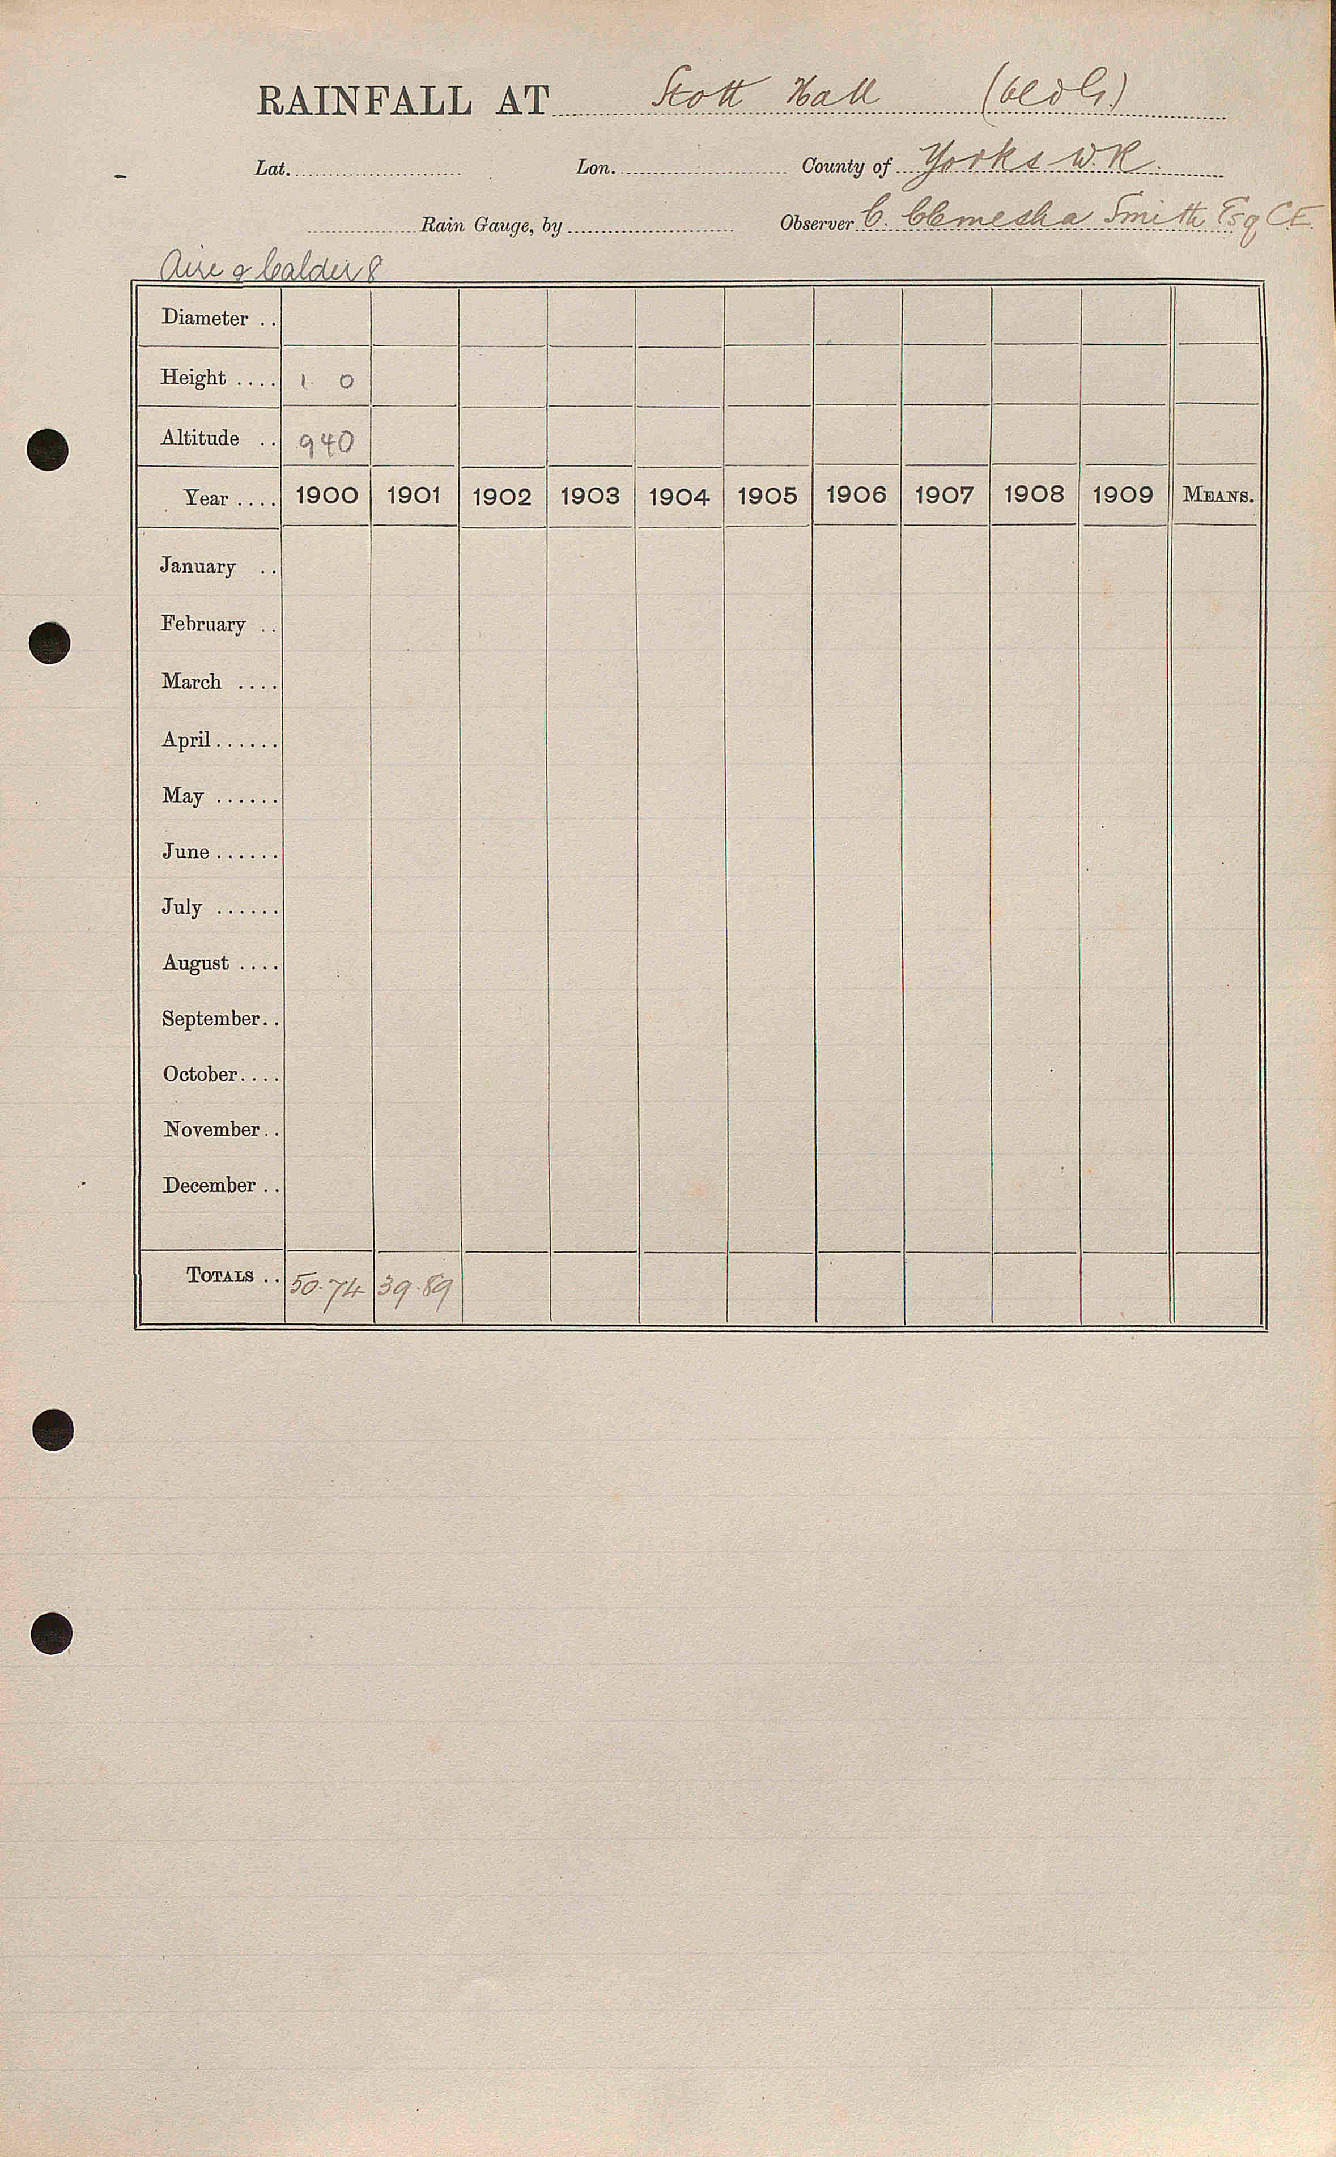 RAINFALL AT Stott Hall (Old G.)
Lat. Lon. County of Yorks W.R.
Rain Gauge, by Observer C. Clemesha Smith Esq C.E.
Aire & Calder 8
Diameter ..
Height .... 1 0
Altitude .. 940
Year .... 1900 1901 1902 1903 1904 1905 1906 1907 1908 1909 MEANS.
January ..
February ..
March ....
April ......
May ......
June ......
July ......
August ....
September..
October....
November..
December ..
TOTALS .. 50.74 39.89